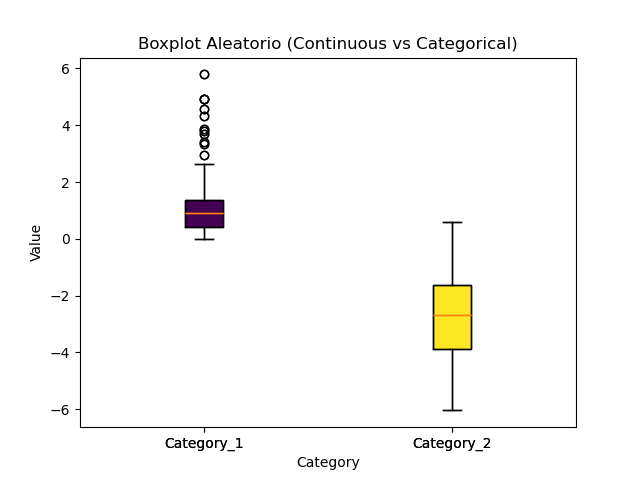 Boxplot Aleatorio (Continuous vs Categorical)
6
4
2
0
−2
−4
−6
Value
Category_1
Category_2
Category